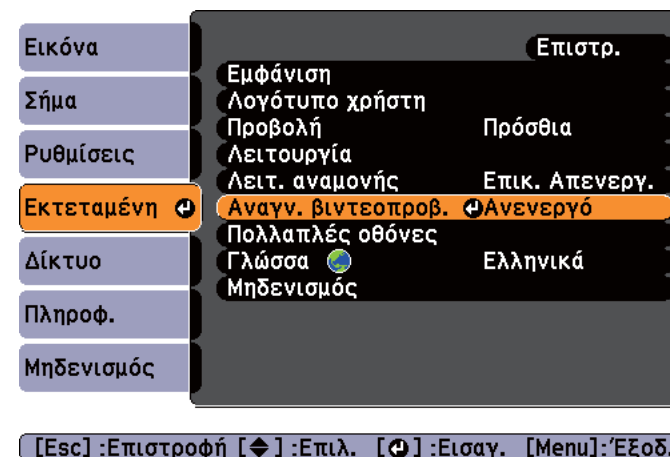 Εικόνα
Σήμα
Ρυθμίσεις
Εκτεταμένη
Δίκτυο
Πληροφ.
Μηδενισμός
Επιστρ.
Εμφάνιση
Λογότυπο χρήστη
Προβολή Πρόσθια
Λειτουργία
Λειτ. αναμονής Επικ. Απενεργ.
Αναγν. βιντεοπροβ. Ανενεργό
Πολλαπλές οθόνες
Γλώσσα Ελληνικά
Μηδενισμός
[Esc] :Επιστροφή [◆] :Επιλ. [↵] :Εισαγ. [Menu]:Έξοδ